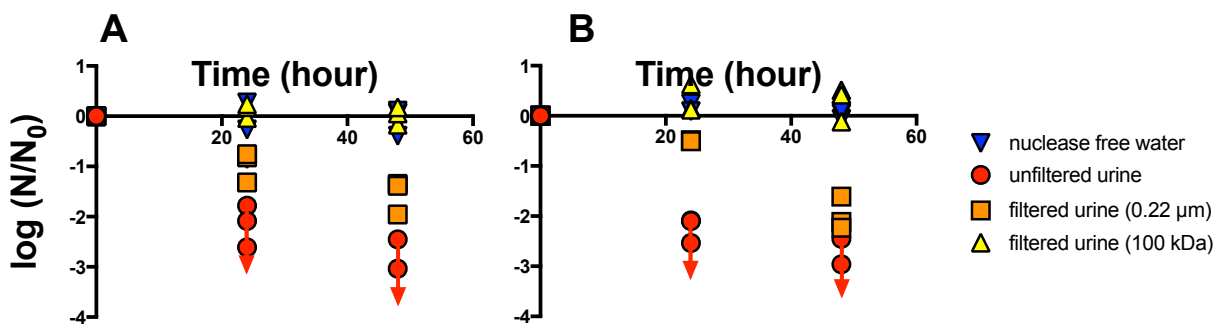 A
B
Time (hour)
Time (hour)
log (N/N0)
1
0
-1
-2
-3
-4
20
40
60
1
0
-1
-2
-3
-4
20
40
60
nuclease free water
unfiltered urine
filtered urine (0.22 µm)
filtered urine (100 kDa)